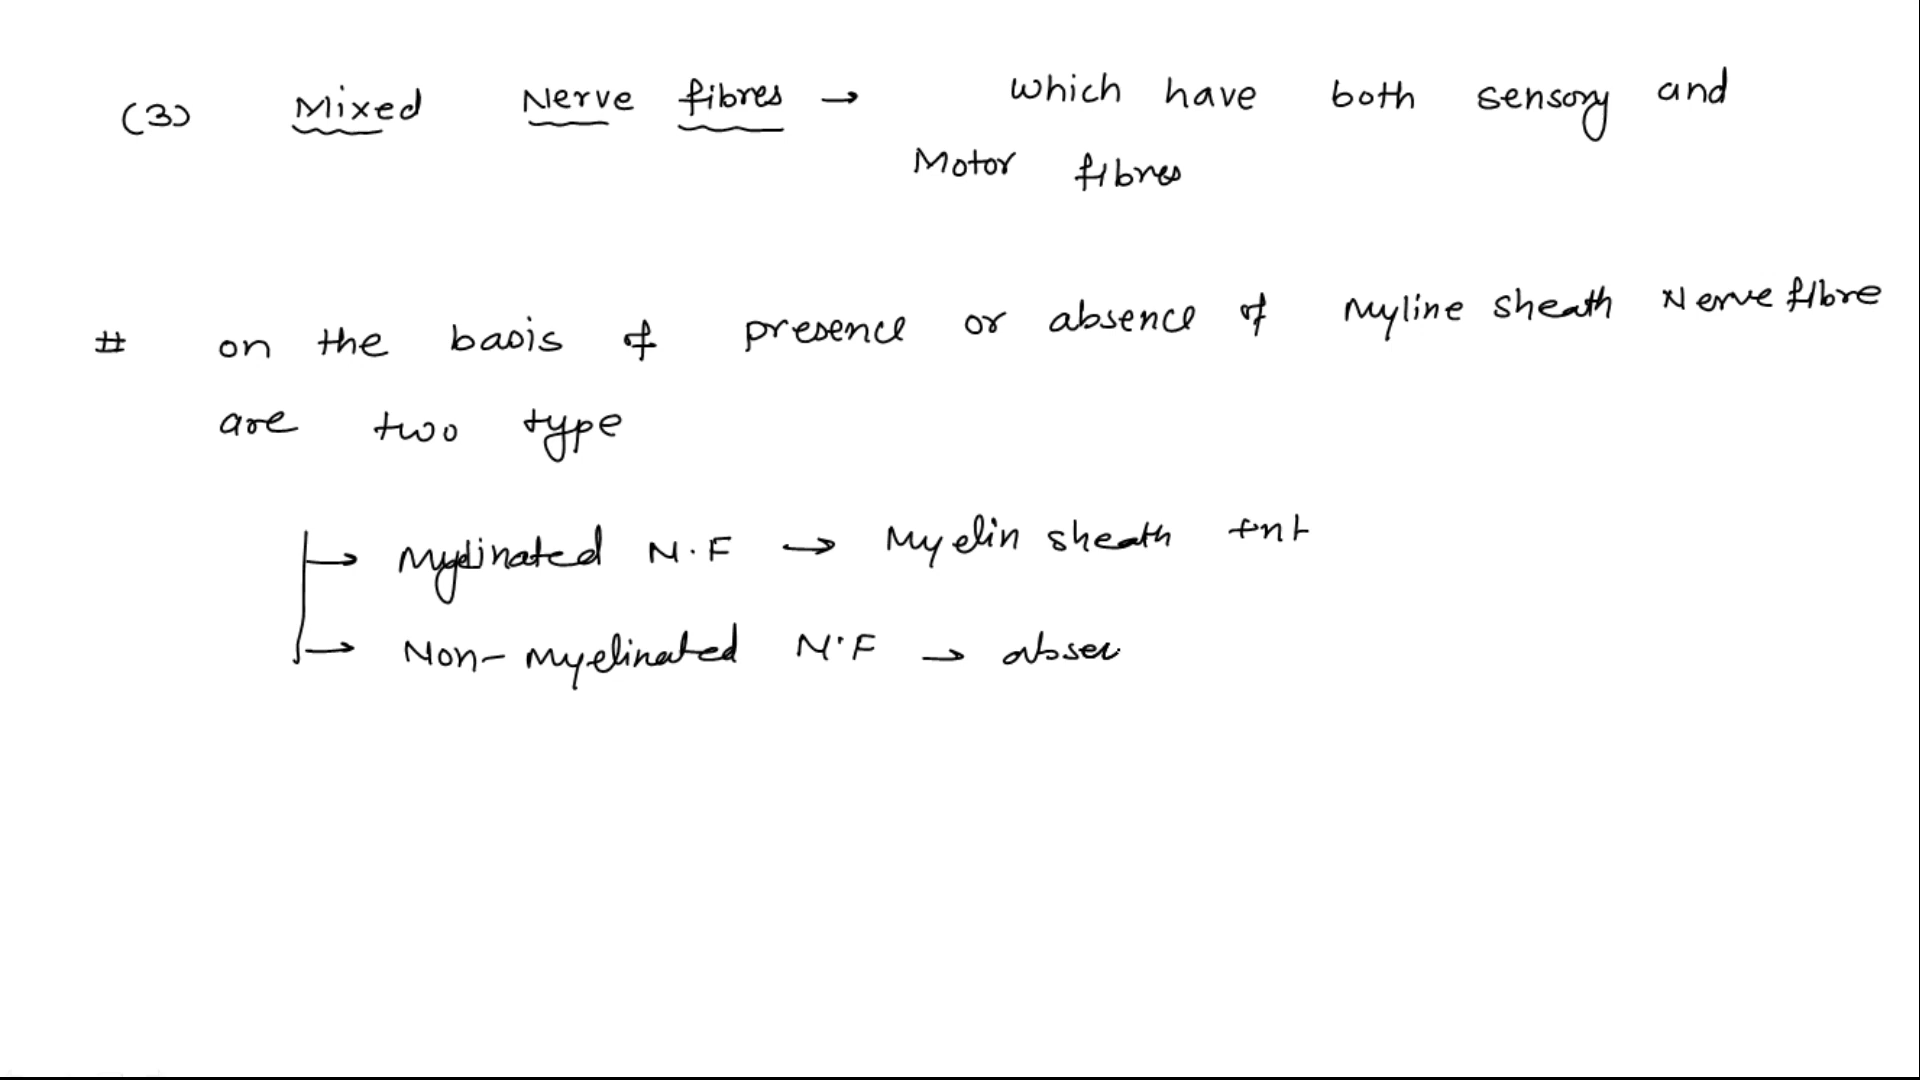 (3) Mixed Nerve fibres → which have both sensory and
Motor fibres
# on the basis of presence or absence of Myline sheath Nerve fibre
are two type
→ Myelinated N.F → Myelin sheath
→ Non-myelinated N.F → absen